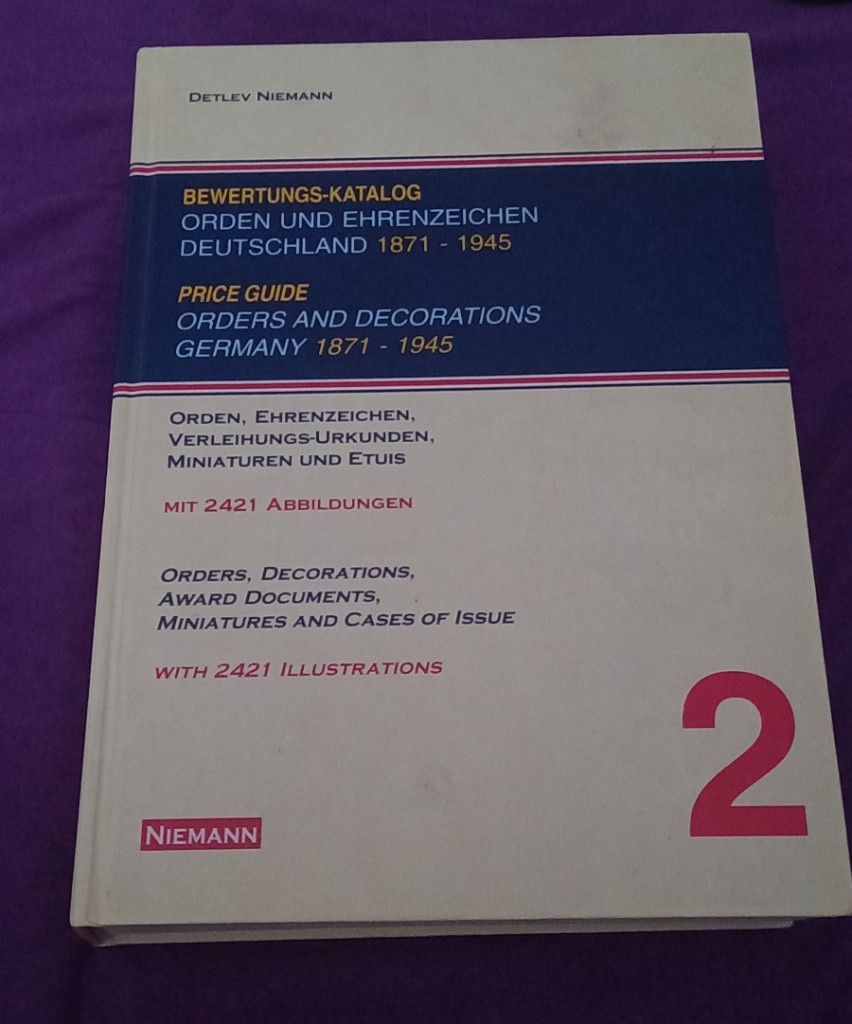 DETLEV NIEMANN
BEWERTUNGS-KATALOG
ORDEN UND EHRENZEICHEN
DEUTSCHLAND 1871 - 1945
PRICE GUIDE
ORDERS AND DECORATIONS
GERMANY 1871 - 1945
ORDEN, EHRENZEICHEN,
VERLEIHUNGS-URKUNDEN,
MINIATUREN UND ETUIS
MIT 2421 ABBILDUNGEN
ORDERS, DECORATIONS,
AWARD DOCUMENTS,
MINIATURES AND CASES OF ISSUE
WITH 2421 ILLUSTRATIONS
2
NIEMANN